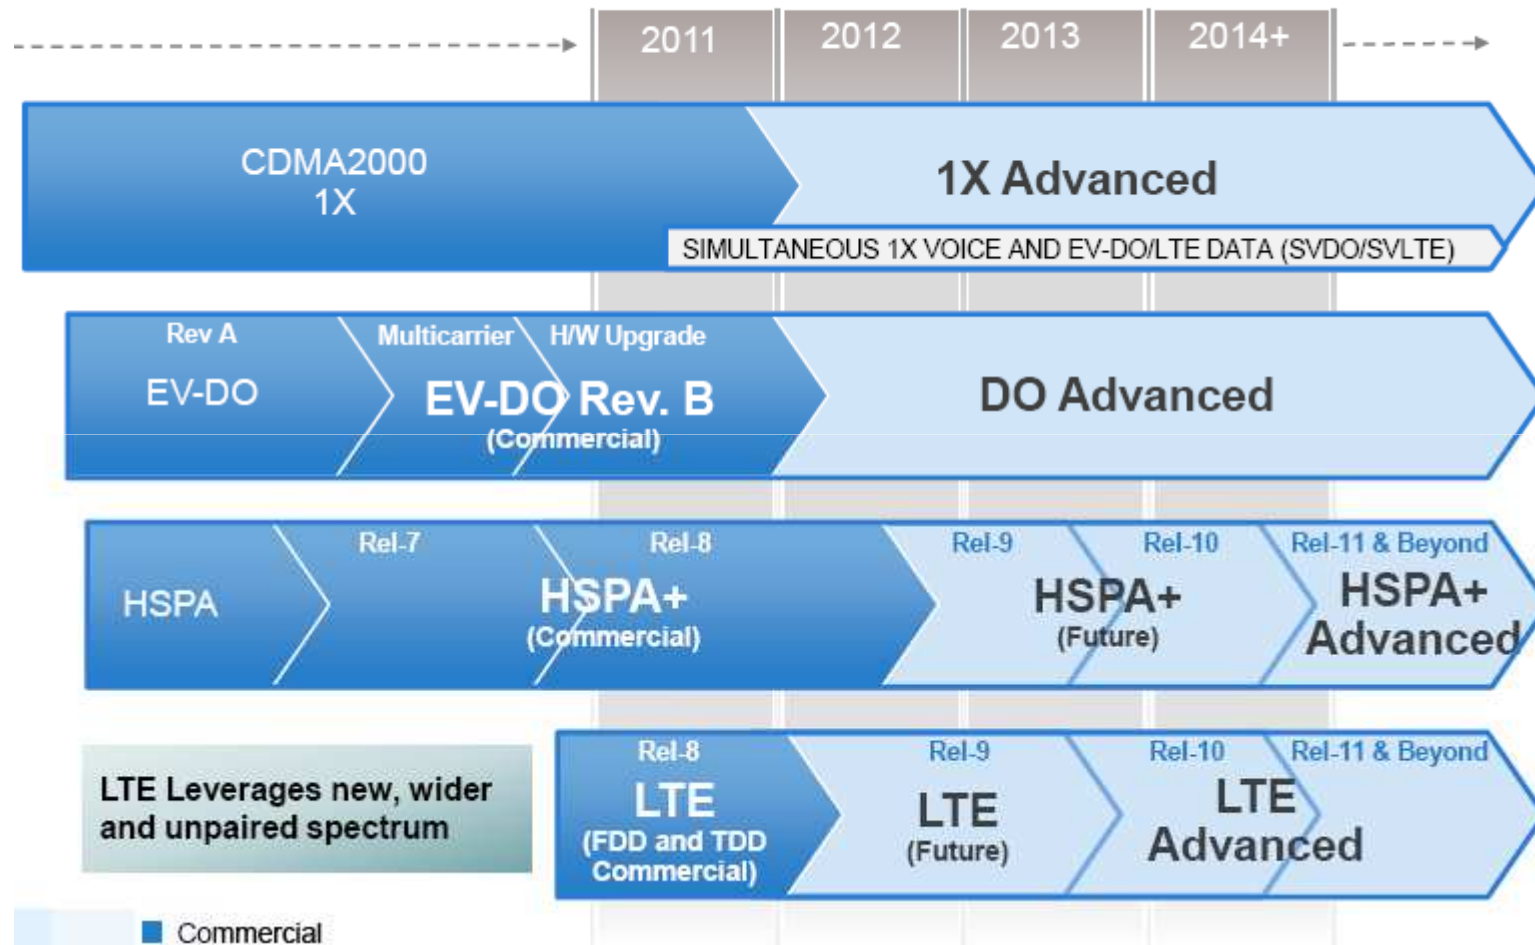 2011 2012 2013 2014+
CDMA2000
1X
1X Advanced
SIMULTANEOUS 1X VOICE AND EV-DO/LTE DATA (SVDO/SVLTE)
Rev A Multicarrier H/W Upgrade
EV-DO
EV-DO Rev. B
(Commercial)
DO Advanced
Rel-7 Rel-8 Rel-9 Rel-10 Rel-11 & Beyond
HSPA
HSPA+
(Commercial)
HSPA+
(Future)
HSPA+
Advanced
LTE Leverages new, wider
and unpaired spectrum
Rel-8 Rel-9 Rel-10 Rel-11 & Beyond
LTE
(FDD and TDD
Commercial)
LTE
(Future)
LTE
Advanced
Commercial